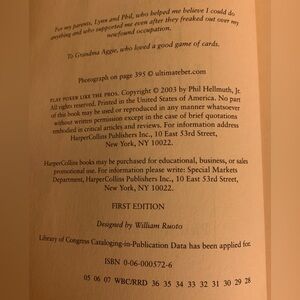 For my parents, Lynn and Phil, who helped me believe I could do
anything and who supported me even after they freaked out over my
newfound occupation.
To Grandma Aggie, who loved a good game of cards.
Photograph on page 395 © ultimatebet.com
PLAY POKER LIKE THE PROS. Copyright © 2003 by Phil Hellmuth, Jr.
All rights reserved. Printed in the United States of America. No part
of this book may be used or reproduced in any manner whatsoever
without written permission except in the case of brief quotations
embodied in critical articles and reviews. For information address
HarperCollins Publishers Inc., 10 East 53rd Street,
New York, NY 10022.
HarperCollins books may be purchased for educational, business, or sales
promotional use. For information please write: Special Markets
Department, HarperCollins Publishers Inc., 10 East 53rd Street,
New York, NY 10022.
FIRST EDITION
Designed by William Ruoto
Library of Congress Cataloging-in-Publication Data has been applied for.
ISBN 0-06-000572-6
05 06 07 WBC/RRD 36 35 34 33 32 31 30 29 28